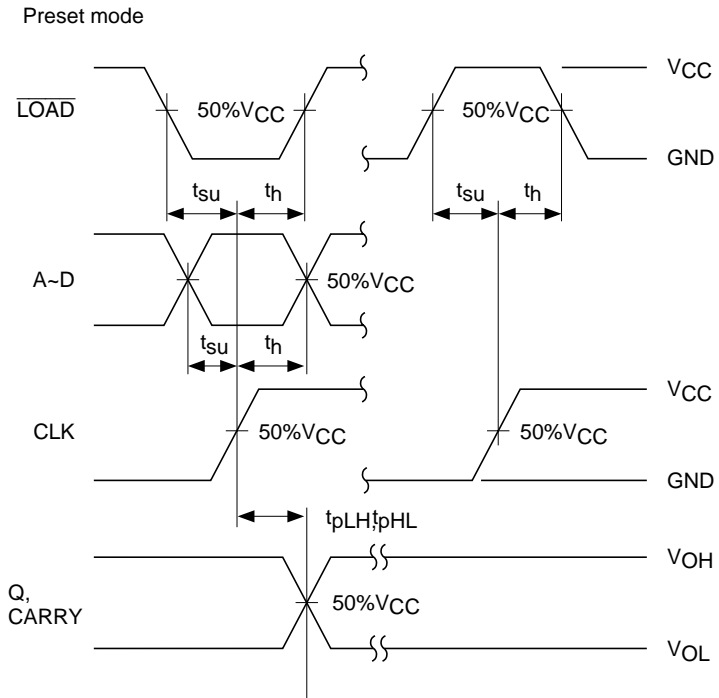 Preset mode
LOAD
50%VCC
50%VCC
VCC
GND
tsu
th
tsu
th
A~D
50%VCC
tsu
th
CLK
50%VCC
50%VCC
VCC
GND
tpLH,tpHL
Q,
CARRY
50%VCC
VOH
VOL